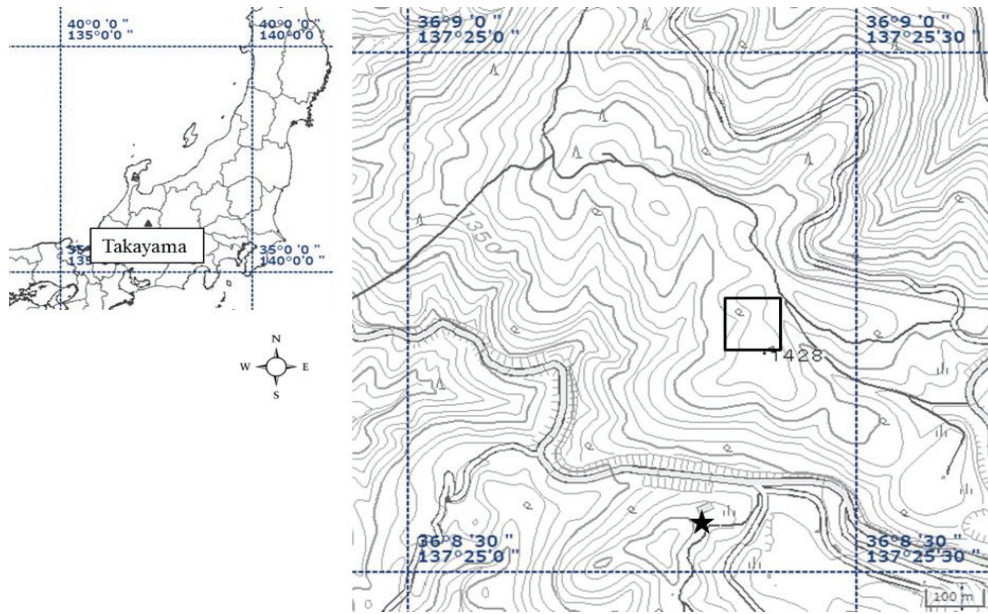 40°0 '0 "
135°0'0 "
40°0 '0 "
140°0'0 "
Takayama
35°0 '0 "
140°0'0 "
N
W
E
S
36°9 '0 "
137°25'0 "
36°9 '0 "
137°25'30 "
1350
1428
36°8 '30 "
137°25'0 "
36°8 '30 "
137°25'30 "
100 m